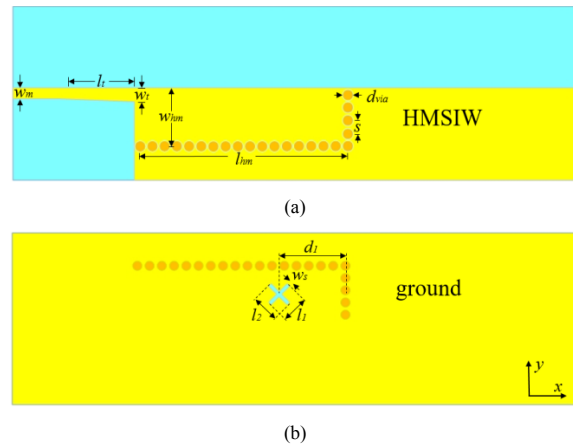 l_t
w_m
w_t
w_hm
d_via
s
HMSIW
l_hm
(a)
d_1
w_s
ground
l_2
l_1
y
x
(b)